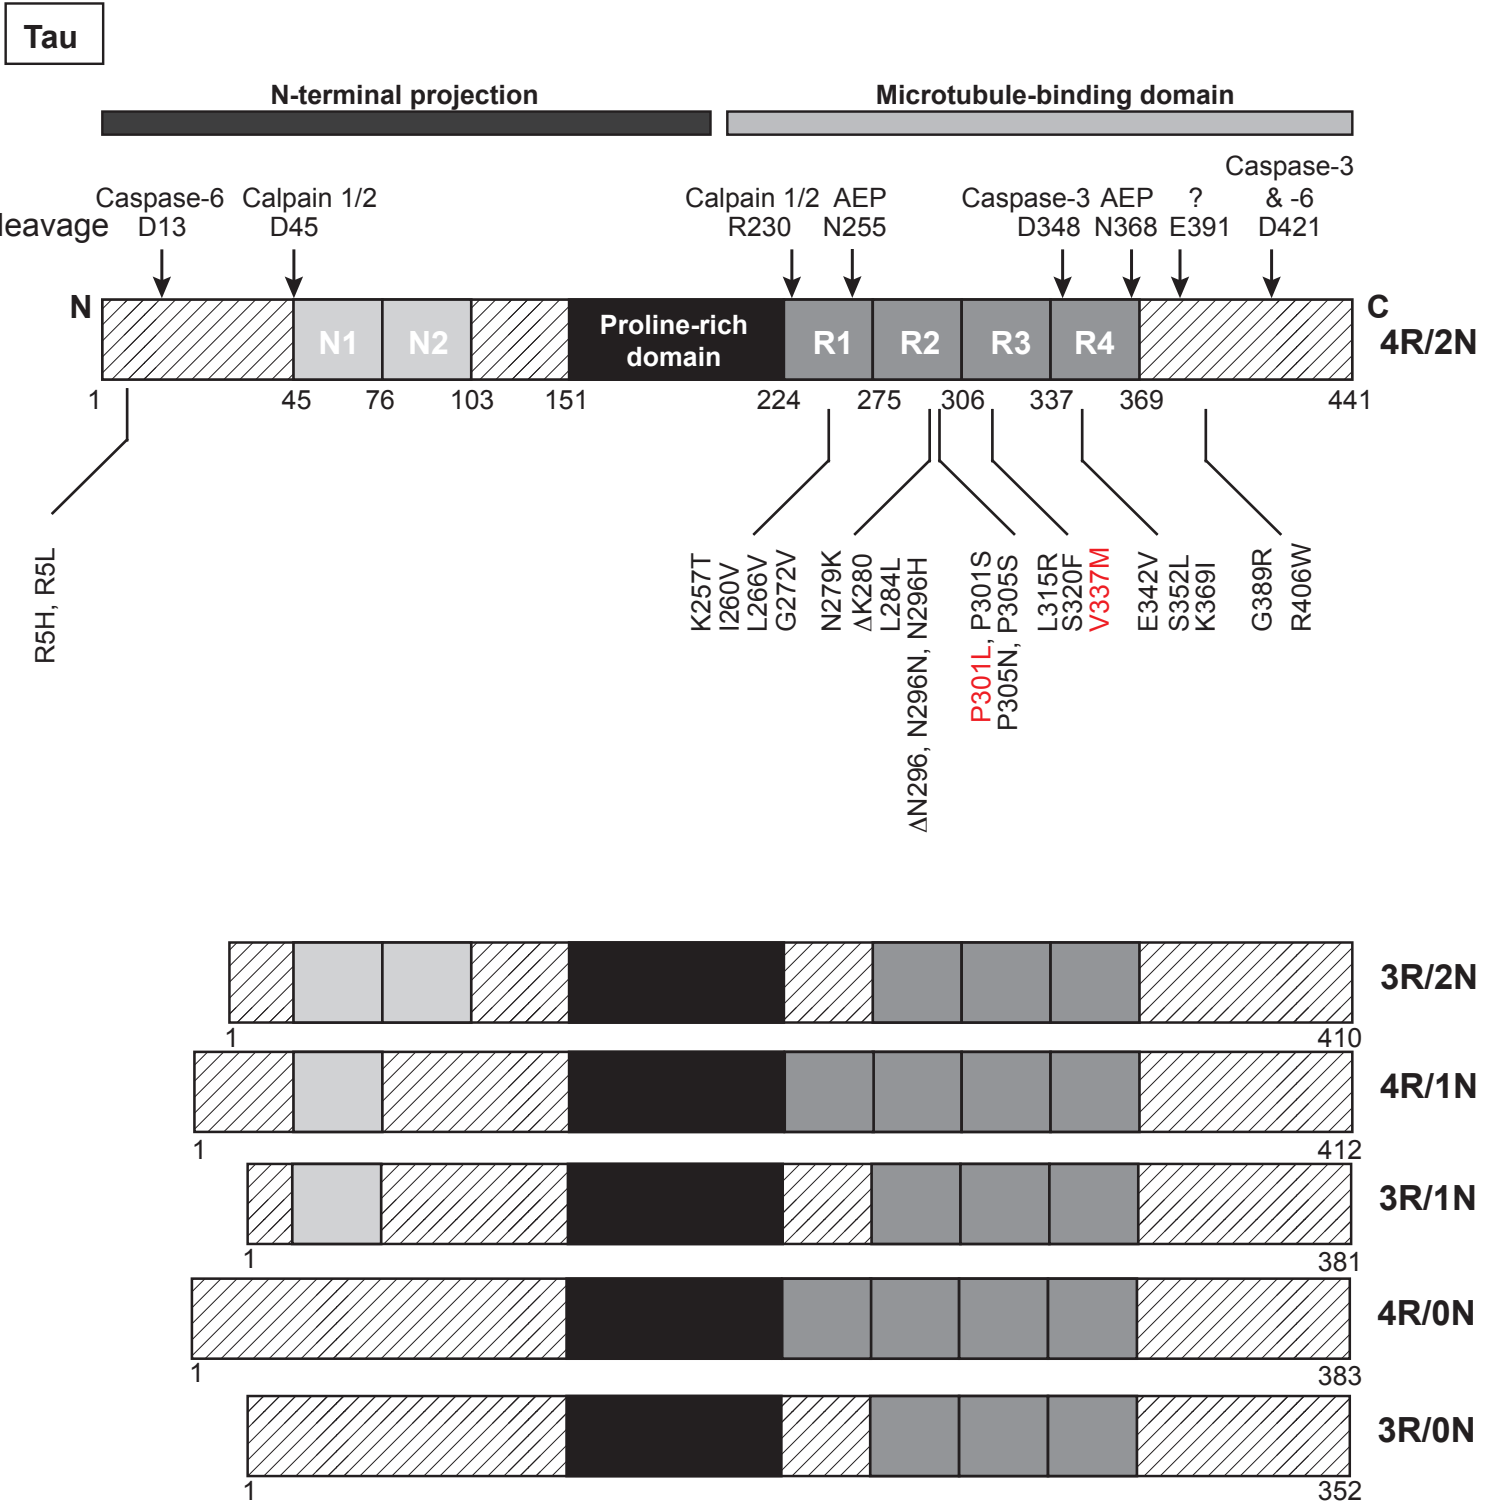 Tau
N-terminal projection
Microtubule-binding domain
Caspase-3
Caspase-6 Calpain 1/2 Calpain 1/2 AEP Caspase-3 AEP ? & -6
leavage D13 D45 R230 N255 D348 N368 E391 D421
N
C
N1 N2
Proline-rich
domain
R1 R2 R3 R4
4R/2N
1 45 76 103 151 224 275 306 337 369 441
R5H, R5L
K257T
I260V
L266V
G272V
N279K
ΔK280
L284L
ΔN296, N296N, N296H
P301L, P301S
P305N, P305S
L315R
S320F
V337M
E342V
S352L
K369I
G389R
R406W
3R/2N
1 410
4R/1N
1 412
3R/1N
1 381
4R/0N
1 383
3R/0N
1 352